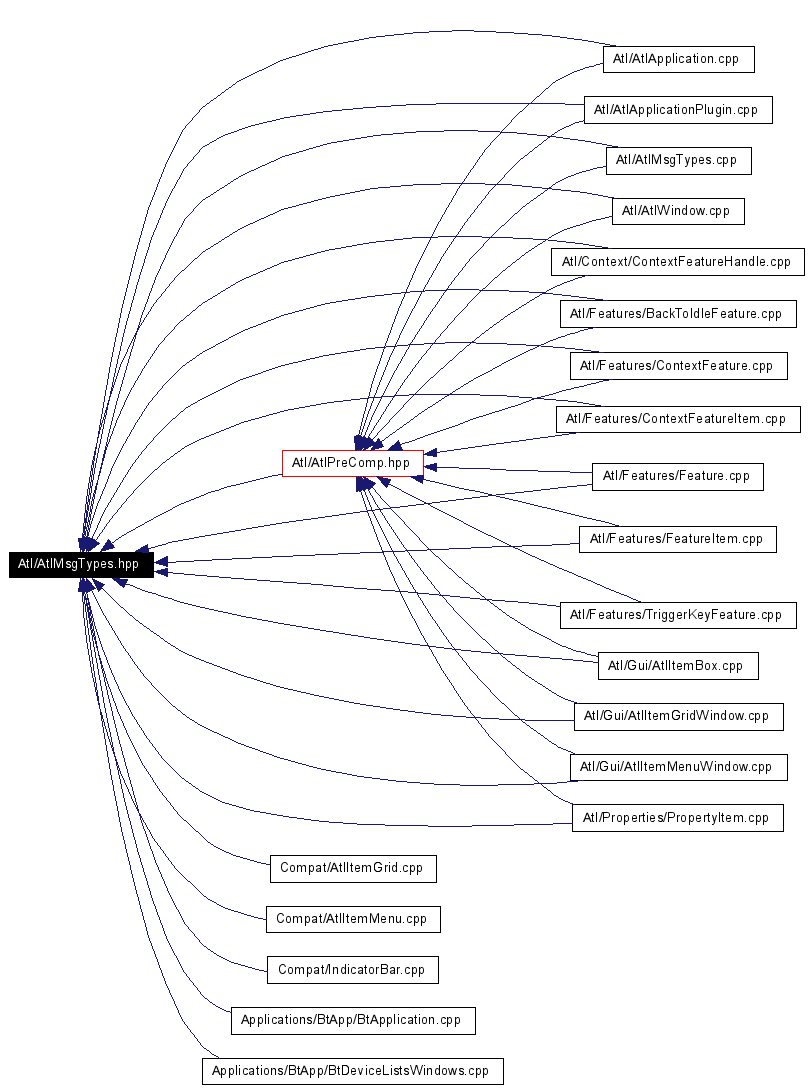 Atl/AtlApplication.cpp
Atl/AtlApplicationPlugin.cpp
Atl/AtlMsgTypes.cpp
Atl/AtlWindow.cpp
Atl/Context/ContextFeatureHandle.cpp
Atl/Features/BackToIdleFeature.cpp
Atl/Features/ContextFeature.cpp
Atl/Features/ContextFeatureItem.cpp
Atl/AtlPreComp.hpp
Atl/Features/Feature.cpp
Atl/Features/FeatureItem.cpp
Atl/AtlMsgTypes.hpp
Atl/Features/TriggerKeyFeature.cpp
Atl/Gui/AtlItemBox.cpp
Atl/Gui/AtlItemGridWindow.cpp
Atl/Gui/AtlItemMenuWindow.cpp
Atl/Properties/PropertyItem.cpp
Compat/AtlItemGrid.cpp
Compat/AtlItemMenu.cpp
Compat/IndicatorBar.cpp
Applications/BtApp/BtApplication.cpp
Applications/BtApp/BtDeviceListsWindows.cpp